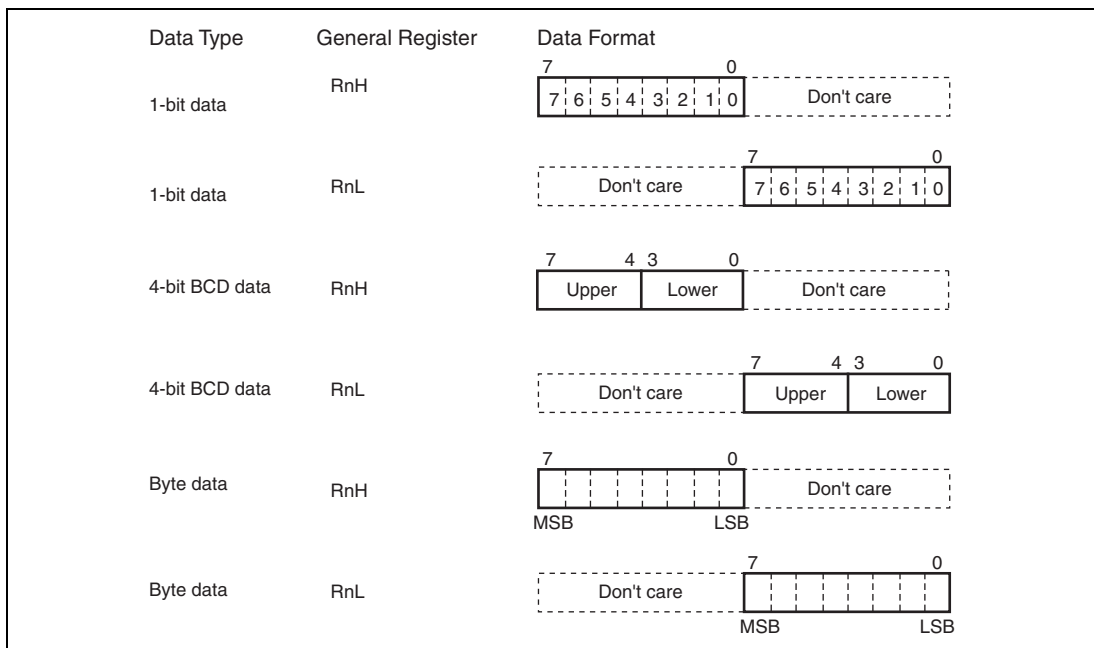 Data Type General Register Data Format
7 0
1-bit data RnH 7 6 5 4 3 2 1 0 Don't care
7 0
1-bit data RnL Don't care 7 6 5 4 3 2 1 0
7 4 3 0
4-bit BCD data RnH Upper Lower Don't care
7 4 3 0
4-bit BCD data RnL Don't care Upper Lower
7 0
Byte data RnH Don't care
MSB LSB
7 0
Byte data RnL Don't care
MSB LSB